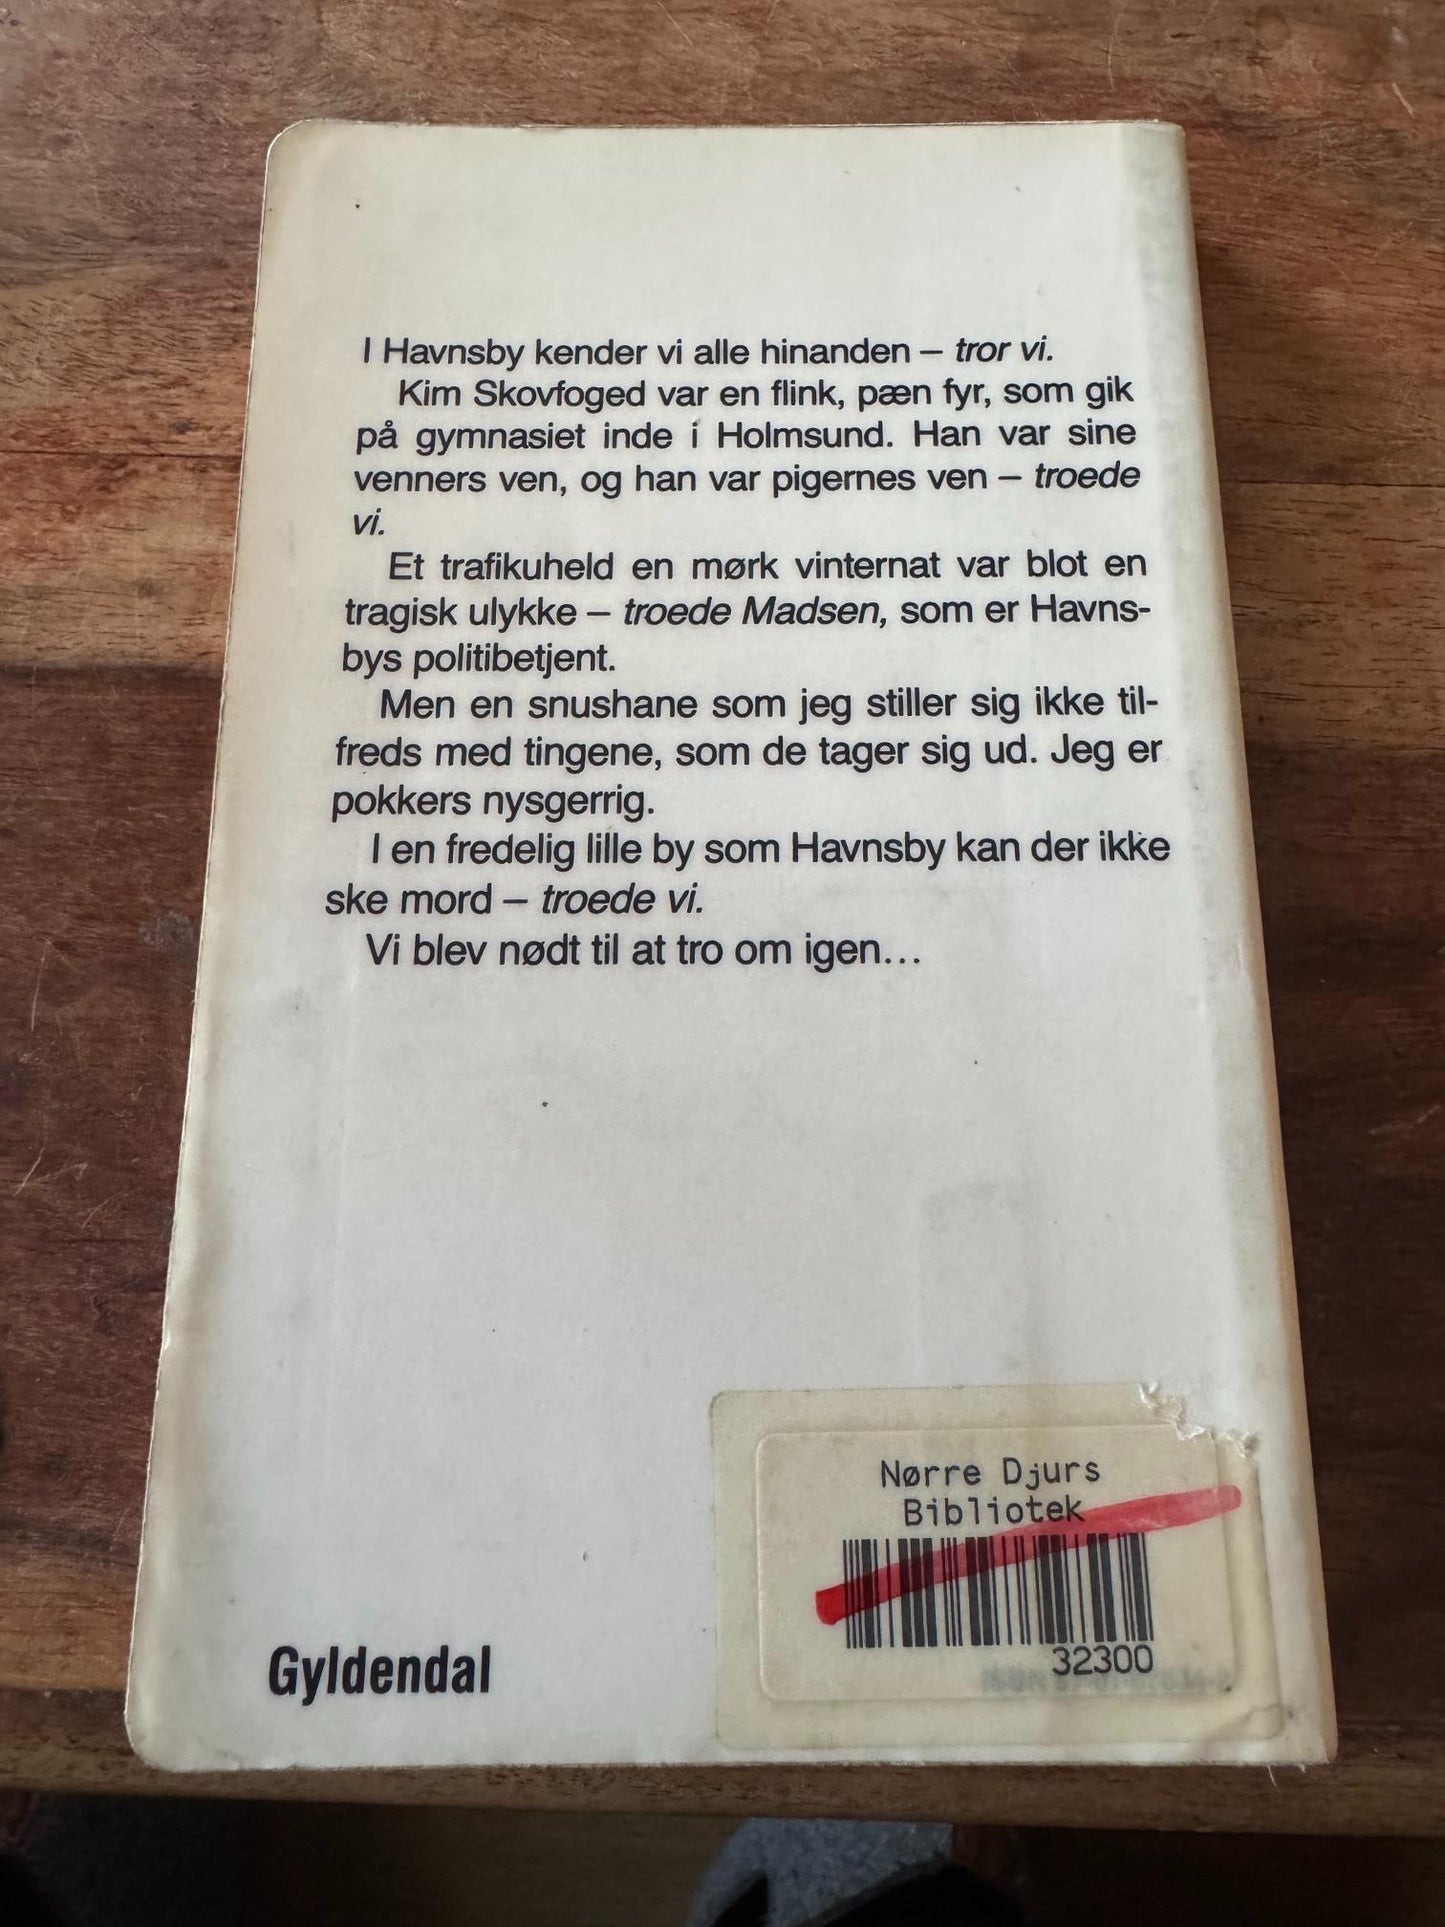 I Havnsby kender vi alle hinanden – tror vi.
Kim Skovfoged var en flink, pæn fyr, som gik
på gymnasiet inde i Holmsund. Han var sine
venners ven, og han var pigernes ven – troede
vi.
Et trafikuheld en mørk vinternat var blot en
tragisk ulykke – troede Madsen, som er Havns-
bys politibetjent.
Men en snushane som jeg stiller sig ikke til-
freds med tingene, som de tager sig ud. Jeg er
pokkers nysgerrig.
I en fredelig lille by som Havnsby kan der ikke
ske mord – troede vi.
Vi blev nødt til at tro om igen...
Nørre Djurs
Bibliotek
32300
Gyldendal